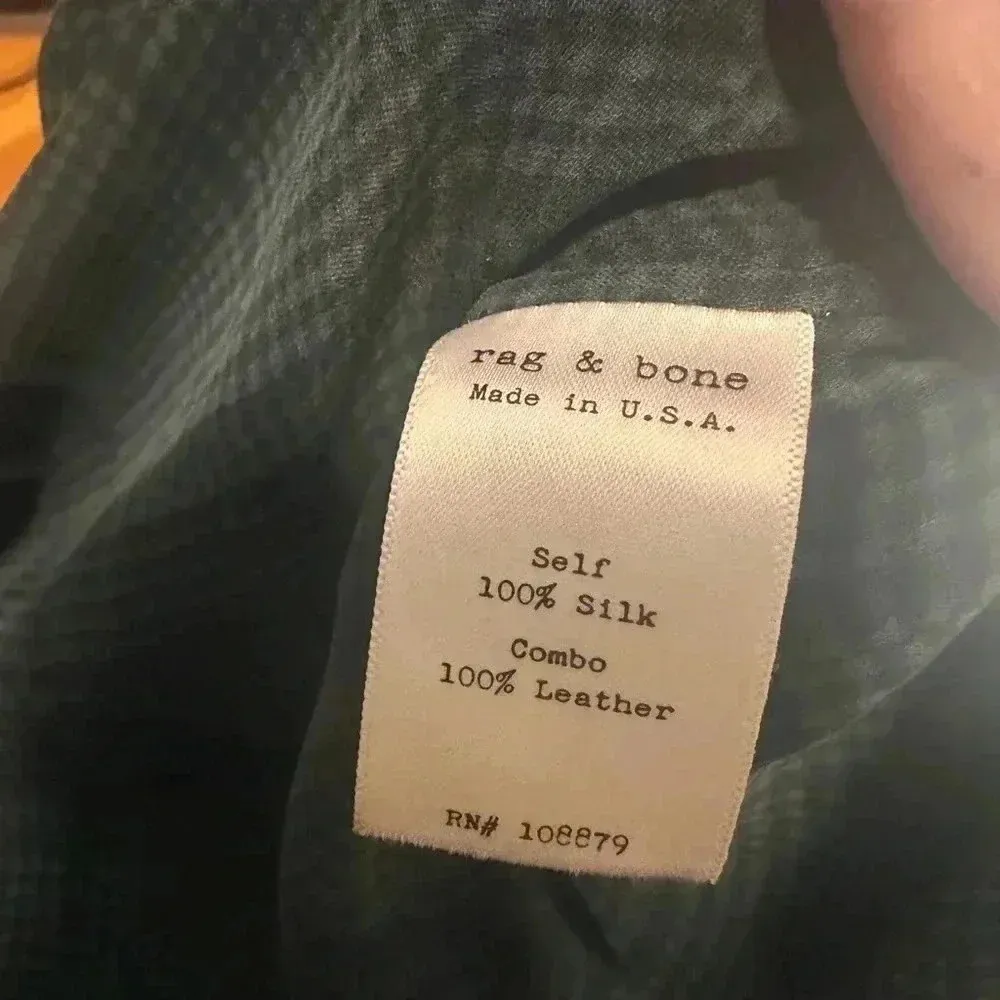 rag & bone
Made in U.S.A.
Self
100% Silk
Combo
100% Leather
RN# 108879